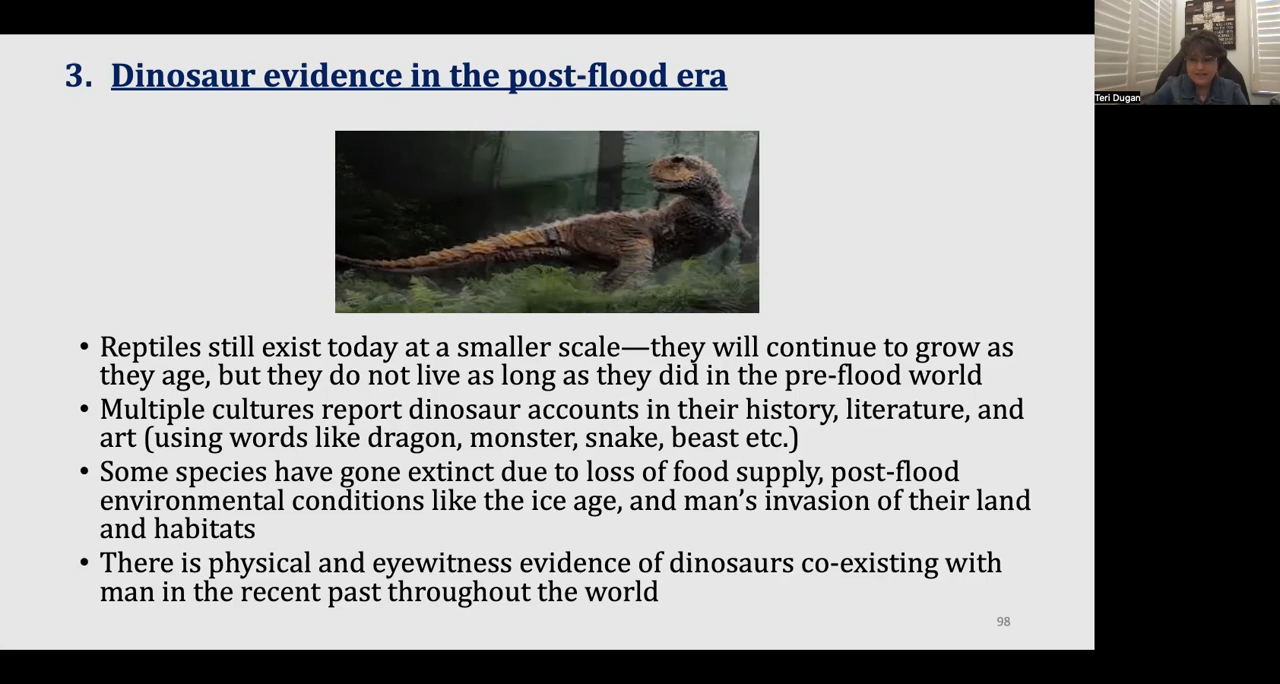 3. Dinosaur evidence in the post-flood era
Teri Dugan
• Reptiles still exist today at a smaller scale—they will continue to grow as
they age, but they do not live as long as they did in the pre-flood world
• Multiple cultures report dinosaur accounts in their history, literature, and
art (using words like dragon, monster, snake, beast etc.)
• Some species have gone extinct due to loss of food supply, post-flood
environmental conditions like the ice age, and man’s invasion of their land
and habitats
• There is physical and eyewitness evidence of dinosaurs co-existing with
man in the recent past throughout the world
98